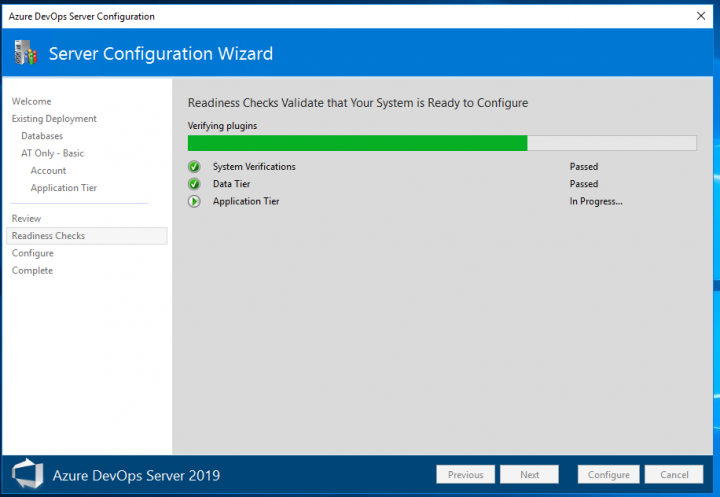 Azure DevOps Server Configuration
Server Configuration Wizard
Welcome
Existing Deployment
Databases
AT Only - Basic
Account
Application Tier
Review
Readiness Checks
Configure
Complete
Readiness Checks Validate that Your System is Ready to Configure
Verifying plugins
System Verifications Passed
Data Tier Passed
Application Tier In Progress...
Azure DevOps Server 2019
Previous Next Configure Cancel